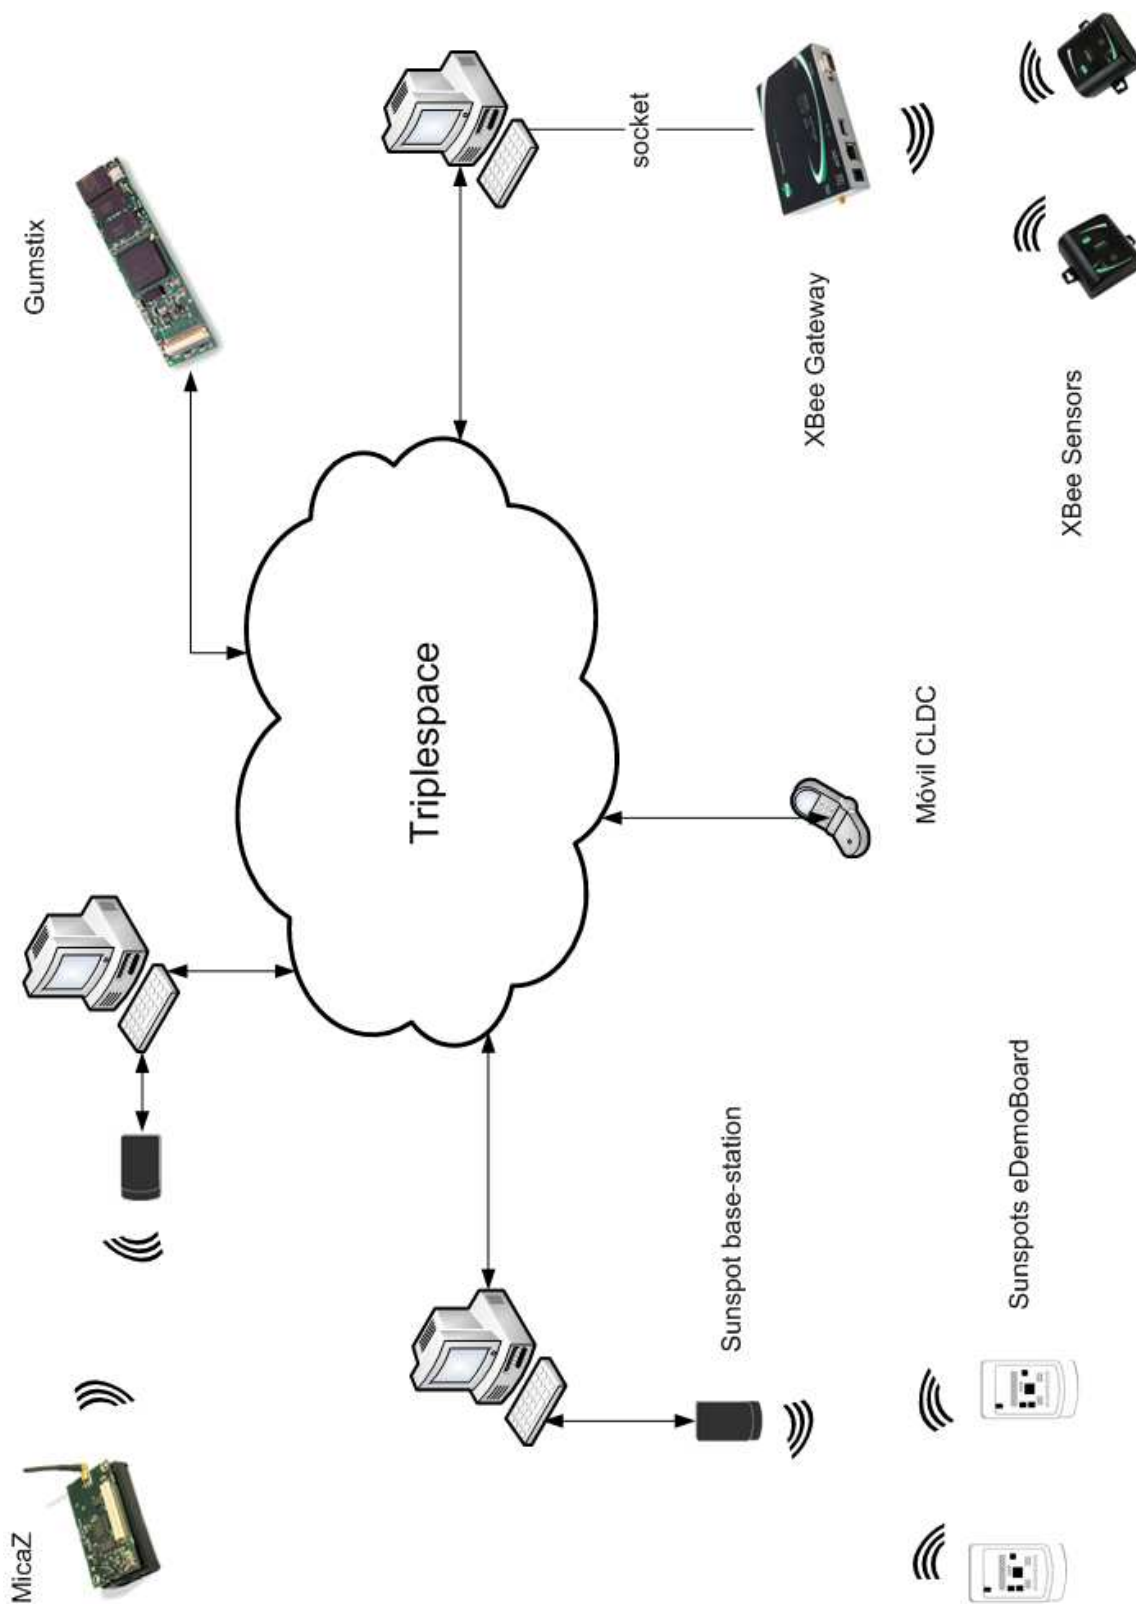 MicaZ
Gumstix
Triplespace
socket
Sunspot base-station
Móvil CLDC
XBee Gateway
Sunspots eDemoBoard
XBee Sensors